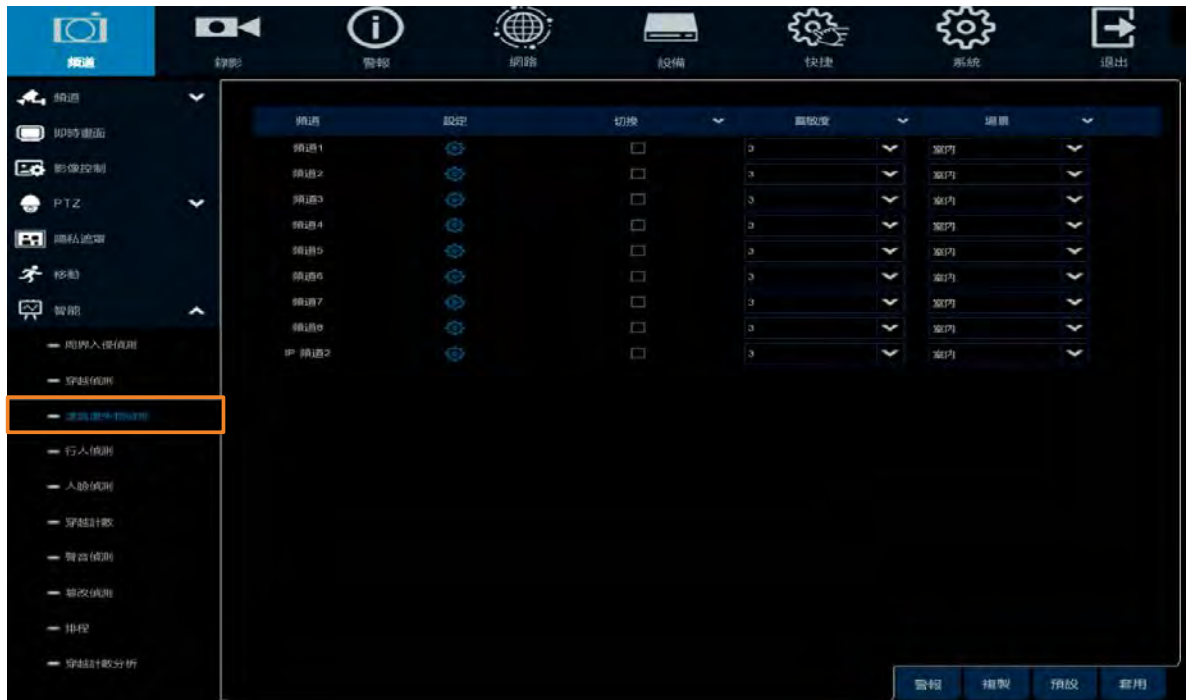 頻道 錄影 警報 網路 設備 快捷 系統 退出
頻道
即時畫面
影像控制
PTZ
隱私遮罩
移動
智能
周界入侵偵測
穿越偵測
行人偵測
人臉偵測
穿越計數
聲音偵測
竄改偵測
排程
穿越計數分析
頻道 設定 切換 靈敏度 場景
頻道1 3 室內
頻道2 3 室內
頻道3 3 室內
頻道4 3 室內
頻道5 3 室內
頻道6 3 室內
頻道7 3 室內
頻道8 3 室內
IP 頻道2 3 室內
警報 複製 預設 套用